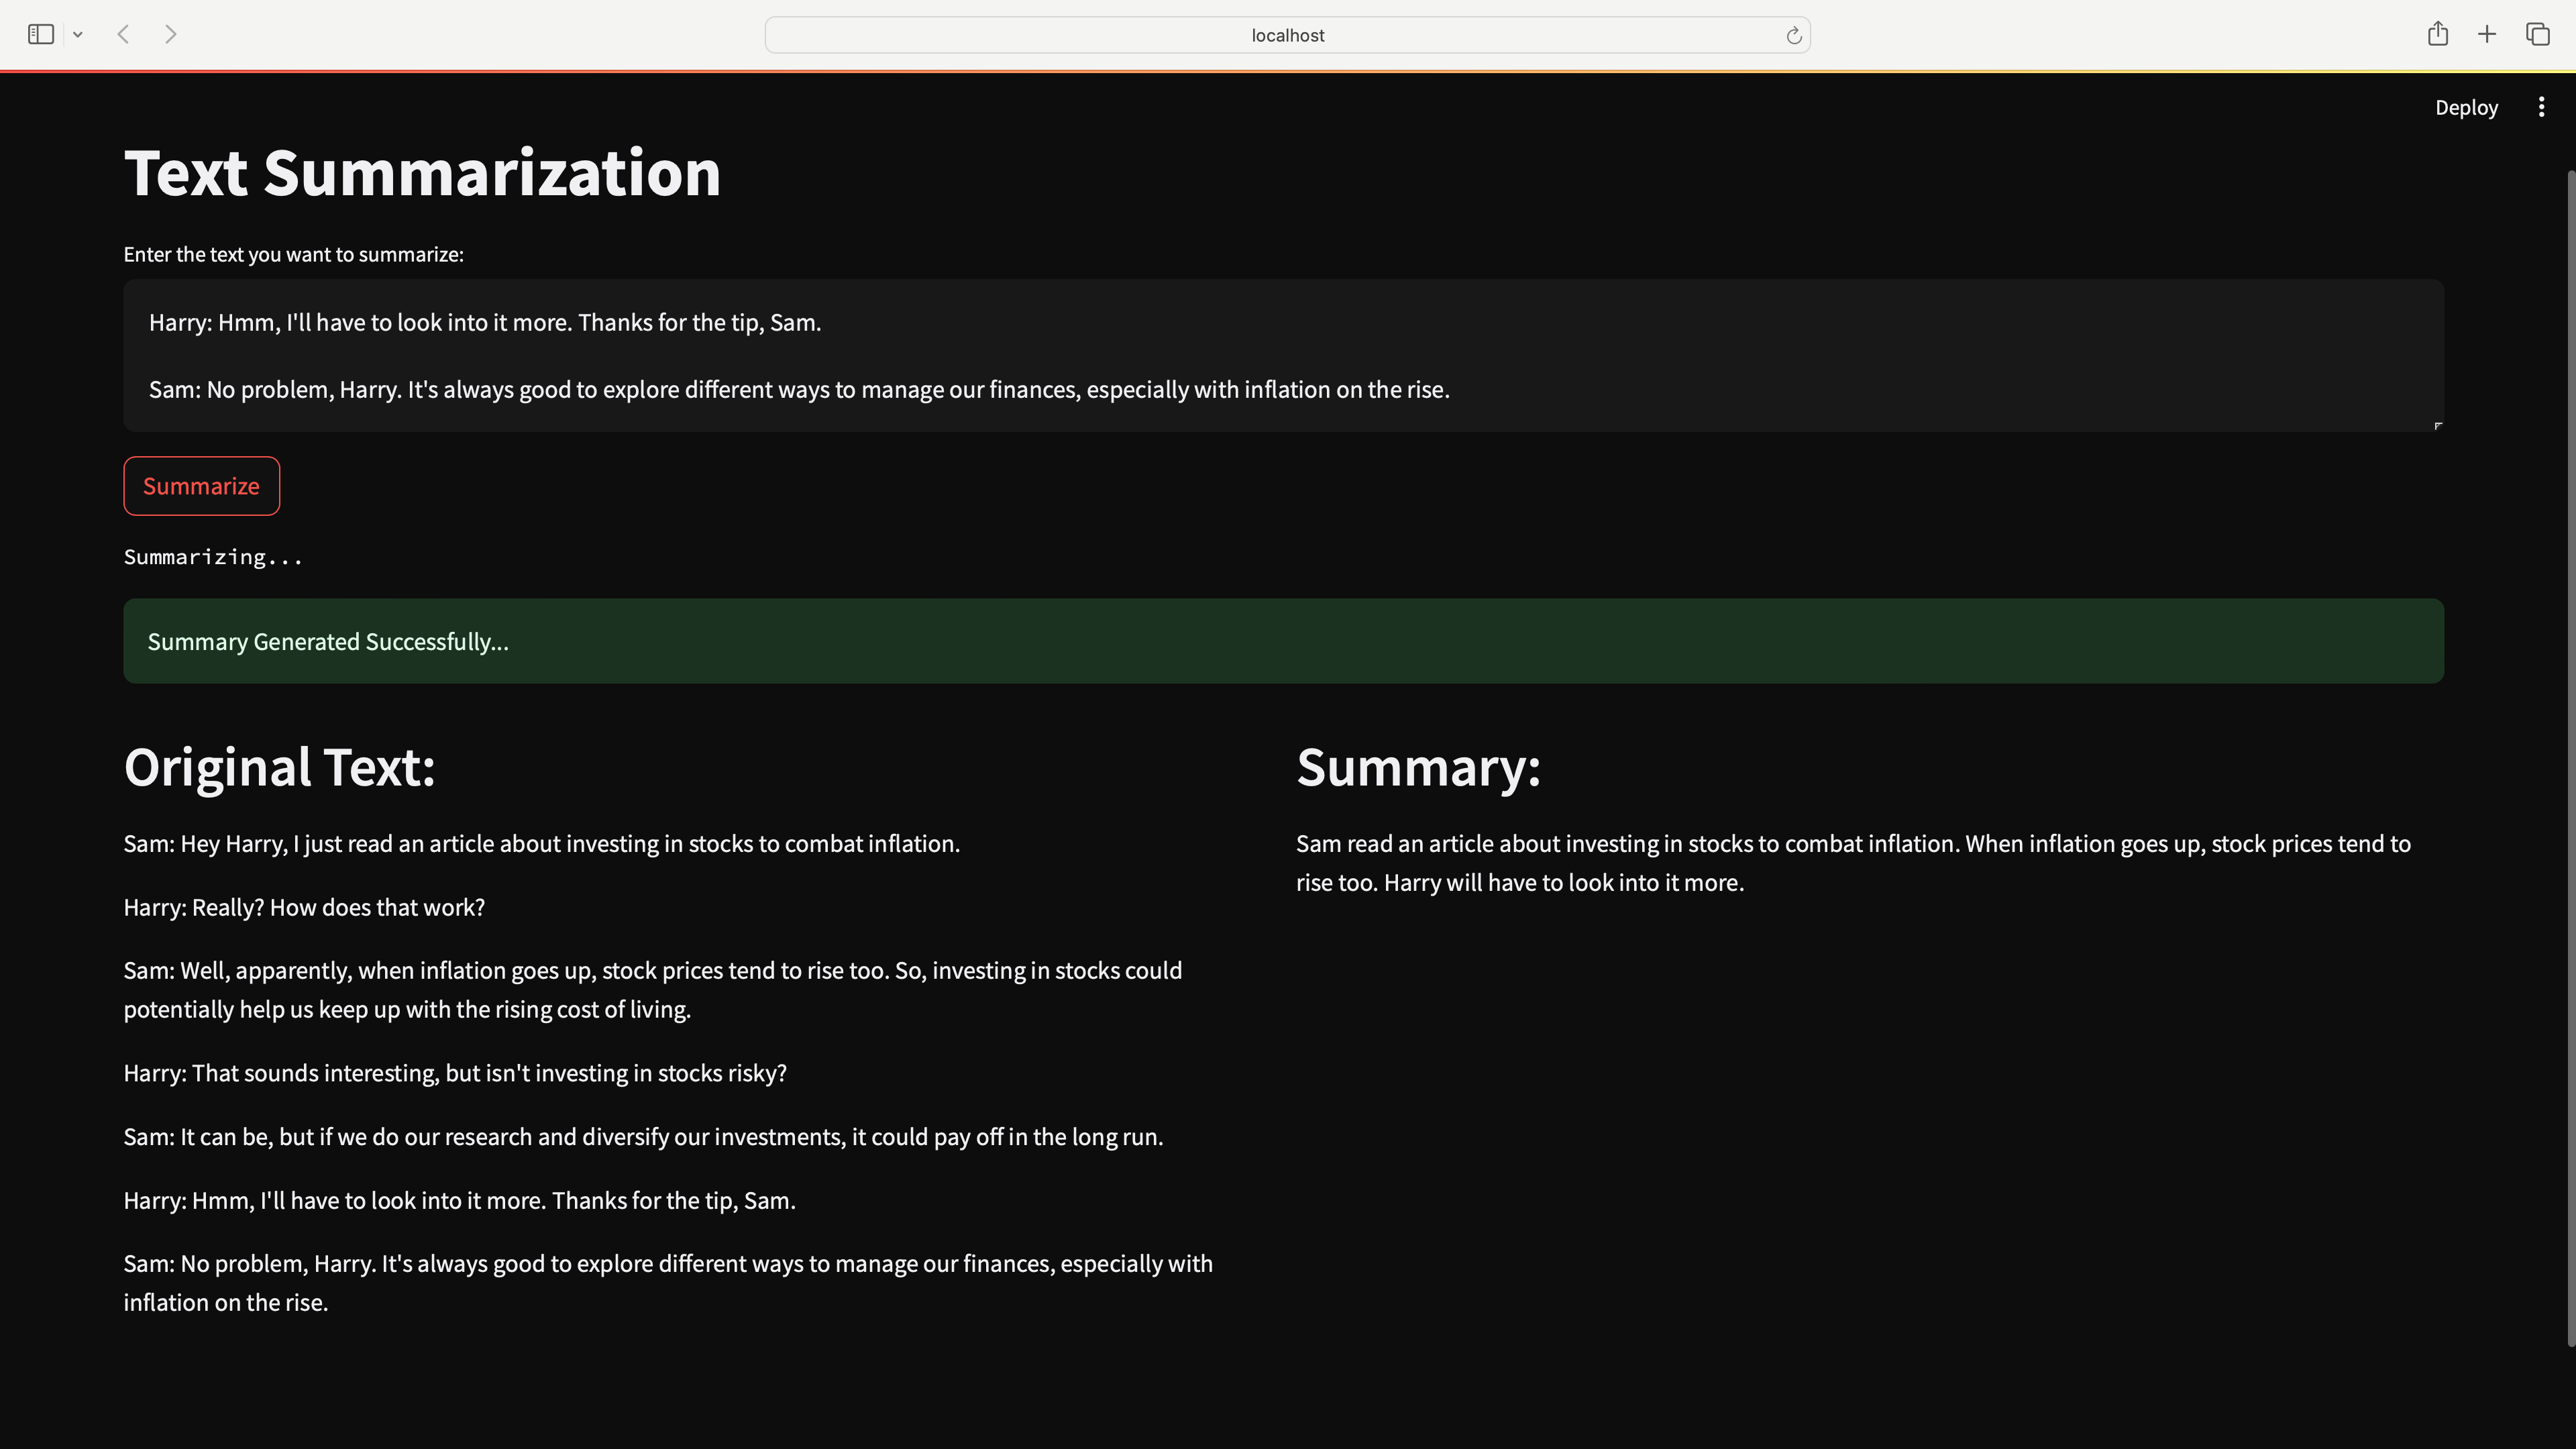 localhost
Deploy
Text Summarization
Enter the text you want to summarize:
Harry: Hmm, I'll have to look into it more. Thanks for the tip, Sam.
Sam: No problem, Harry. It's always good to explore different ways to manage our finances, especially with inflation on the rise.
Summarize
Summarizing...
Summary Generated Successfully...
Original Text:
Sam: Hey Harry, I just read an article about investing in stocks to combat inflation.
Harry: Really? How does that work?
Sam: Well, apparently, when inflation goes up, stock prices tend to rise too. So, investing in stocks could
potentially help us keep up with the rising cost of living.
Harry: That sounds interesting, but isn't investing in stocks risky?
Sam: It can be, but if we do our research and diversify our investments, it could pay off in the long run.
Harry: Hmm, I'll have to look into it more. Thanks for the tip, Sam.
Sam: No problem, Harry. It's always good to explore different ways to manage our finances, especially with
inflation on the rise.
Summary:
Sam read an article about investing in stocks to combat inflation. When inflation goes up, stock prices tend to
rise too. Harry will have to look into it more.